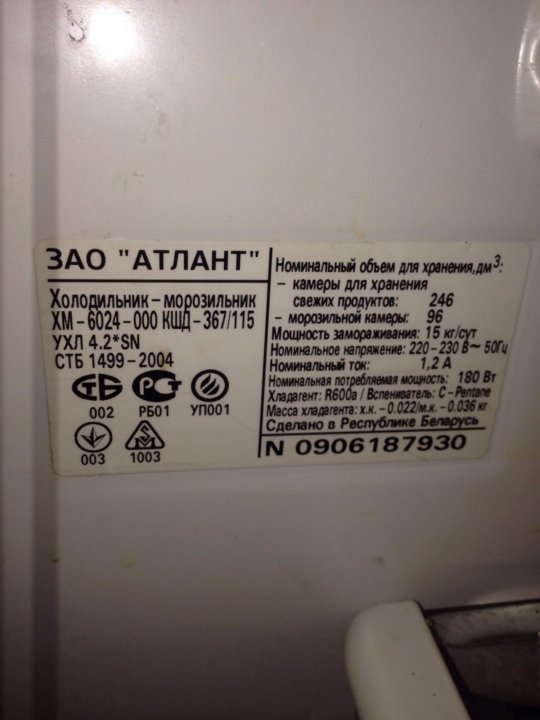 ЗАО "АТЛАНТ"
Холодильник – морозильник
ХМ – 6024 – 000 КШД – 367/115
УХЛ 4.2*SN
СТБ 1499 – 2004
СТБ РСТ
002 РБ01 УП001
003 1003
Номинальный объем для хранения, дм³:
– камеры для хранения
свежих продуктов: 246
– морозильной камеры: 96
Мощность замораживания: 15 кг/сут
Номинальное напряжение: 220 – 230 В ~ 50Гц
Номинальный ток: 1,2 А
Номинальная потребляемая мощность: 180 Вт
Хладагент: R600a / Вспениватель: C – Pentane
Масса хладагента: х.к. – 0.022/м.к. – 0.036 кг
Сделано в Республике Беларусь
N 0906187930